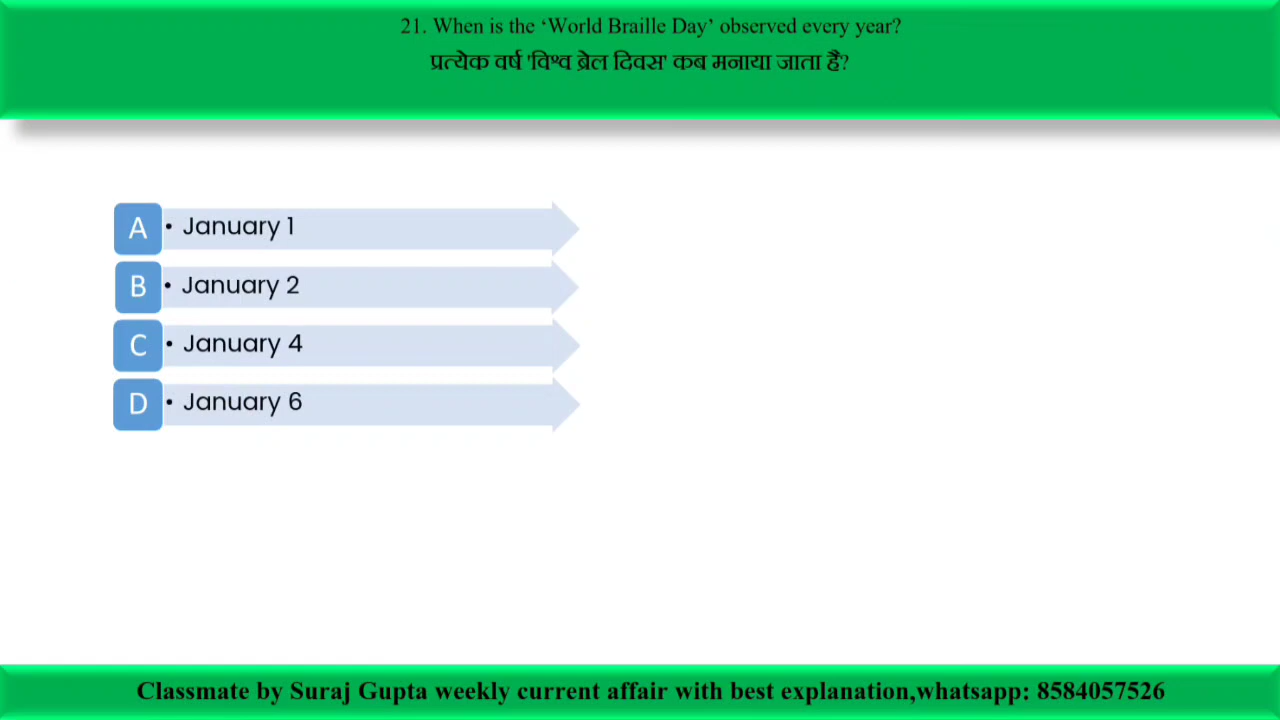 21. When is the ‘World Braille Day’ observed every year?
प्रत्येक वर्ष 'विश्व ब्रेल दिवस' कब मनाया जाता है?
A • January 1
B • January 2
C • January 4
D • January 6
Classmate by Suraj Gupta weekly current affair with best explanation,whatsapp: 8584057526